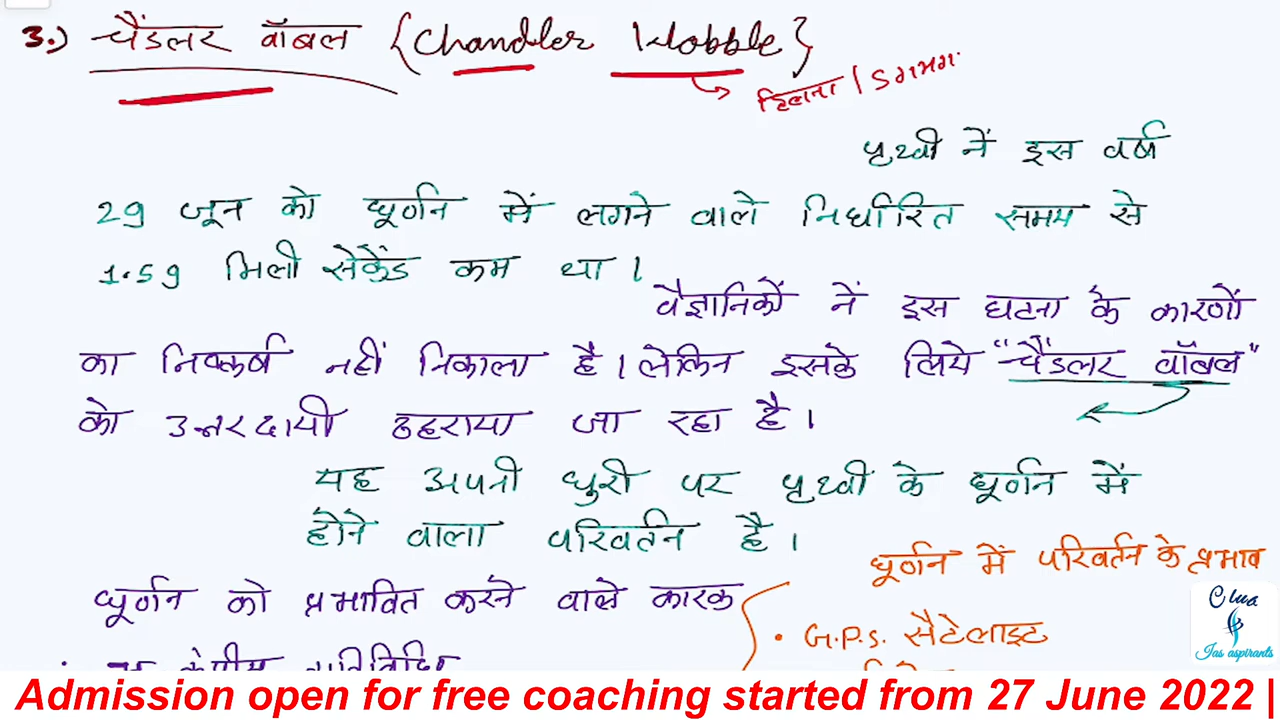 3.) चैंडलर वॉबल {Chandler Wobble}
हिलना / डगमग
पृथ्वी नें इस वर्ष
29 जून को घूर्णन में लगने वाले निर्धारित समय से
1.59 मिली सेकैंड कम था।
वैज्ञानिकों नें इस घटना के कारणों
का निष्कर्ष नहीं निकाला है। लेकिन इसके लिये "चैंडलर वॉबल"
को उत्तरदायी ठहराया जा रहा है।
यह अपनी धुरी पर पृथ्वी के घूर्णन में
होने वाला परिवर्तन है।
घूर्णन में परिवर्तन के प्रभाव
घूर्णन को प्रभावित करने वाले कारक
• G.P.S. सैटेलाइट
Clue
Ias aspirants
Admission open for free coaching started from 27 June 2022 |